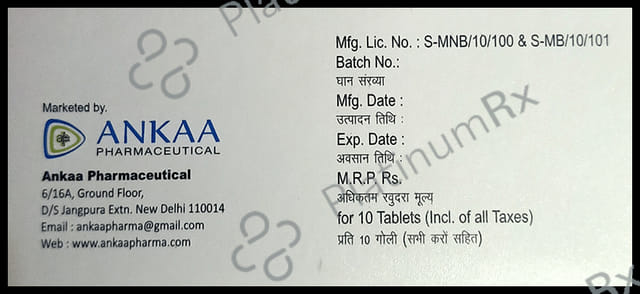 Marketed by.
ANKAA
PHARMACEUTICAL
Ankaa Pharmaceutical
6/16A, Ground Floor,
D/S Jangpura Extn. New Delhi 110014
Email : ankaapharma@gmail.com
Web : www.ankaapharma.com
Mfg. Lic. No. : S-MNB/10/100 & S-MB/10/101
Batch No.:
घान संख्या
Mfg. Date :
उत्पादन तिथि :
Exp. Date :
अवसान तिथि :
M.R.P. Rs.
अधिकतम रवुदरा मूल्य
for 10 Tablets (Incl. of all Taxes)
प्रति 10 गोली (सभी करों सहित)
PlatinumRx